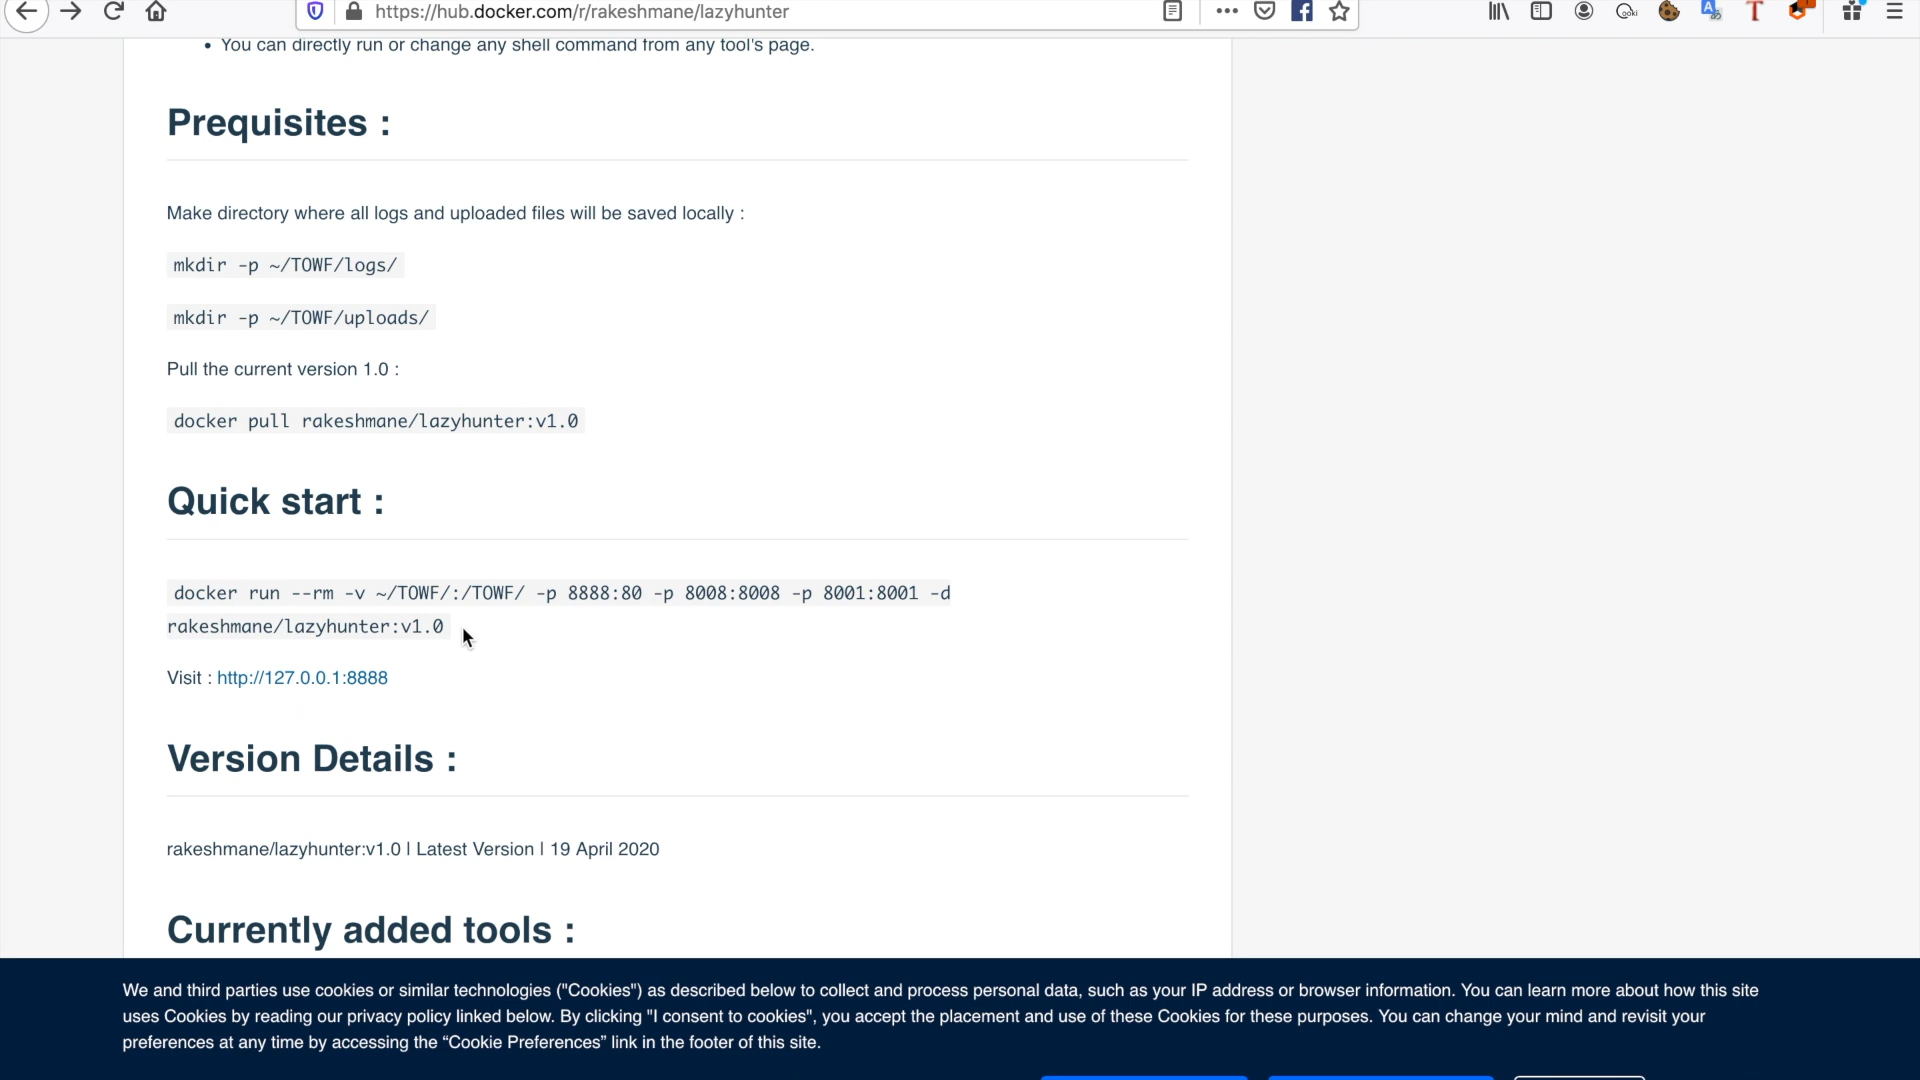 https://hub.docker.com/r/rakeshmane/lazyhunter
• You can directly run or change any shell command from any tool's page.
Prequisites :
Make directory where all logs and uploaded files will be saved locally :
mkdir -p ~/TOWF/logs/
mkdir -p ~/TOWF/uploads/
Pull the current version 1.0 :
docker pull rakeshmane/lazyhunter:v1.0
Quick start :
docker run --rm -v ~/TOWF/:/TOWF/ -p 8888:80 -p 8008:8008 -p 8001:8001 -d
rakeshmane/lazyhunter:v1.0
Visit : http://127.0.0.1:8888
Version Details :
rakeshmane/lazyhunter:v1.0 | Latest Version | 19 April 2020
Currently added tools :
We and third parties use cookies or similar technologies ("Cookies") as described below to collect and process personal data, such as your IP address or browser information. You can learn more about how this site
uses Cookies by reading our privacy policy linked below. By clicking "I consent to cookies", you accept the placement and use of these Cookies for these purposes. You can change your mind and revisit your
preferences at any time by accessing the “Cookie Preferences” link in the footer of this site.